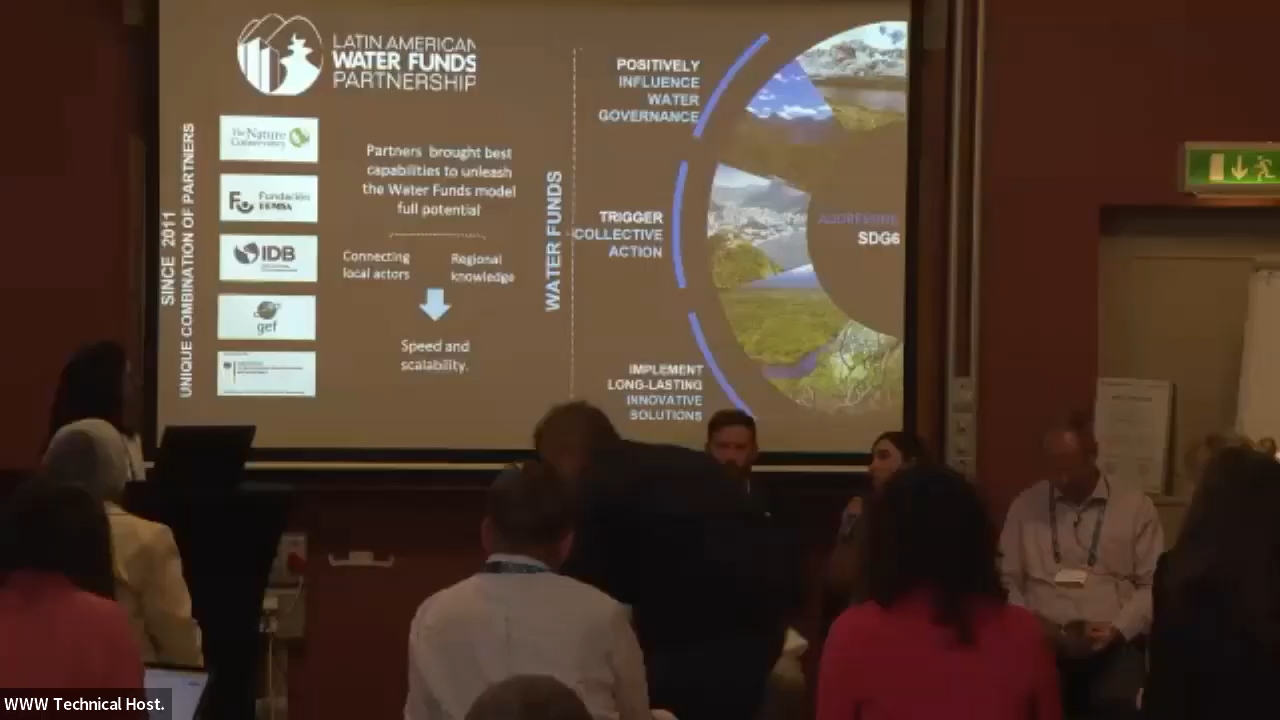 LATIN AMERICAN
WATER FUNDS
PARTNERSHIP
SINCE 2011
UNIQUE COMBINATION OF PARTNERS
The Nature
Conservancy
Fundación
FEMSA
IDB
gef
Partners brought best
capabilities to unleash
the Water Funds model
full potential
Connecting
local actors
Regional
knowledge
Speed and
scalability.
WATER FUNDS
POSITIVELY
INFLUENCE
WATER
GOVERNANCE
TRIGGER
COLLECTIVE
ACTION
IMPLEMENT
LONG-LASTING
INNOVATIVE
SOLUTIONS
ADDRESSING
SDG6
WWW Technical Host.